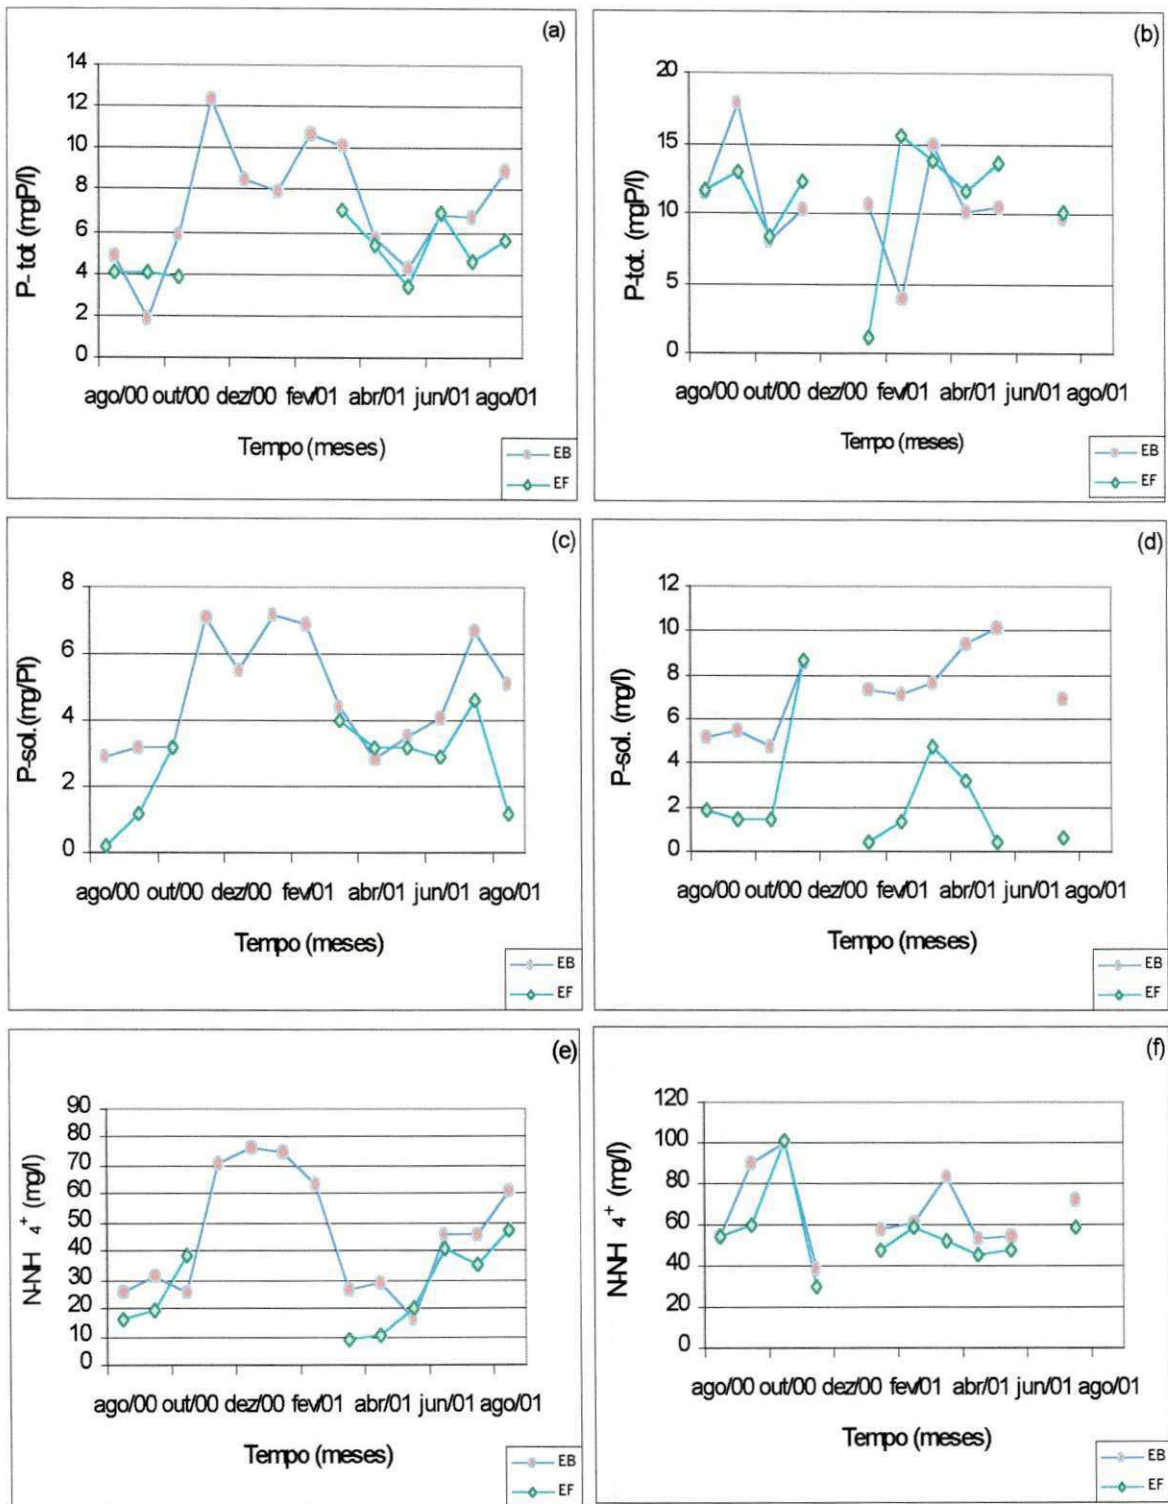 (a)
P-tot (mgP/l)
14
12
10
8
6
4
2
0
ago/00 out/00 dez/00 fev/01 abr/01 jun/01 ago/01
Tempo (meses)
EB
EF
(b)
P-tot. (mgP/l)
20
15
10
5
0
ago/00 out/00 dez/00 fev/01 abr/01 jun/01 ago/01
Tempo (meses)
EB
EF
(c)
P-sol.(mg/Pl)
8
6
4
2
0
ago/00 out/00 dez/00 fev/01 abr/01 jun/01 ago/01
Tempo (meses)
EB
EF
(d)
P-sol. (mg/l)
12
10
8
6
4
2
0
ago/00 out/00 dez/00 fev/01 abr/01 jun/01 ago/01
Tempo (meses)
EB
EF
(e)
N-NH 4+ (mg/l)
90
80
70
60
50
40
30
20
10
0
ago/00 out/00 dez/00 fev/01 abr/01 jun/01 ago/01
Tempo (meses)
EB
EF
(f)
N-NH 4+ (mg/l)
120
100
80
60
40
20
0
ago/00 out/00 dez/00 fev/01 abr/01 jun/01 ago/01
Tempo (meses)
EB
EF